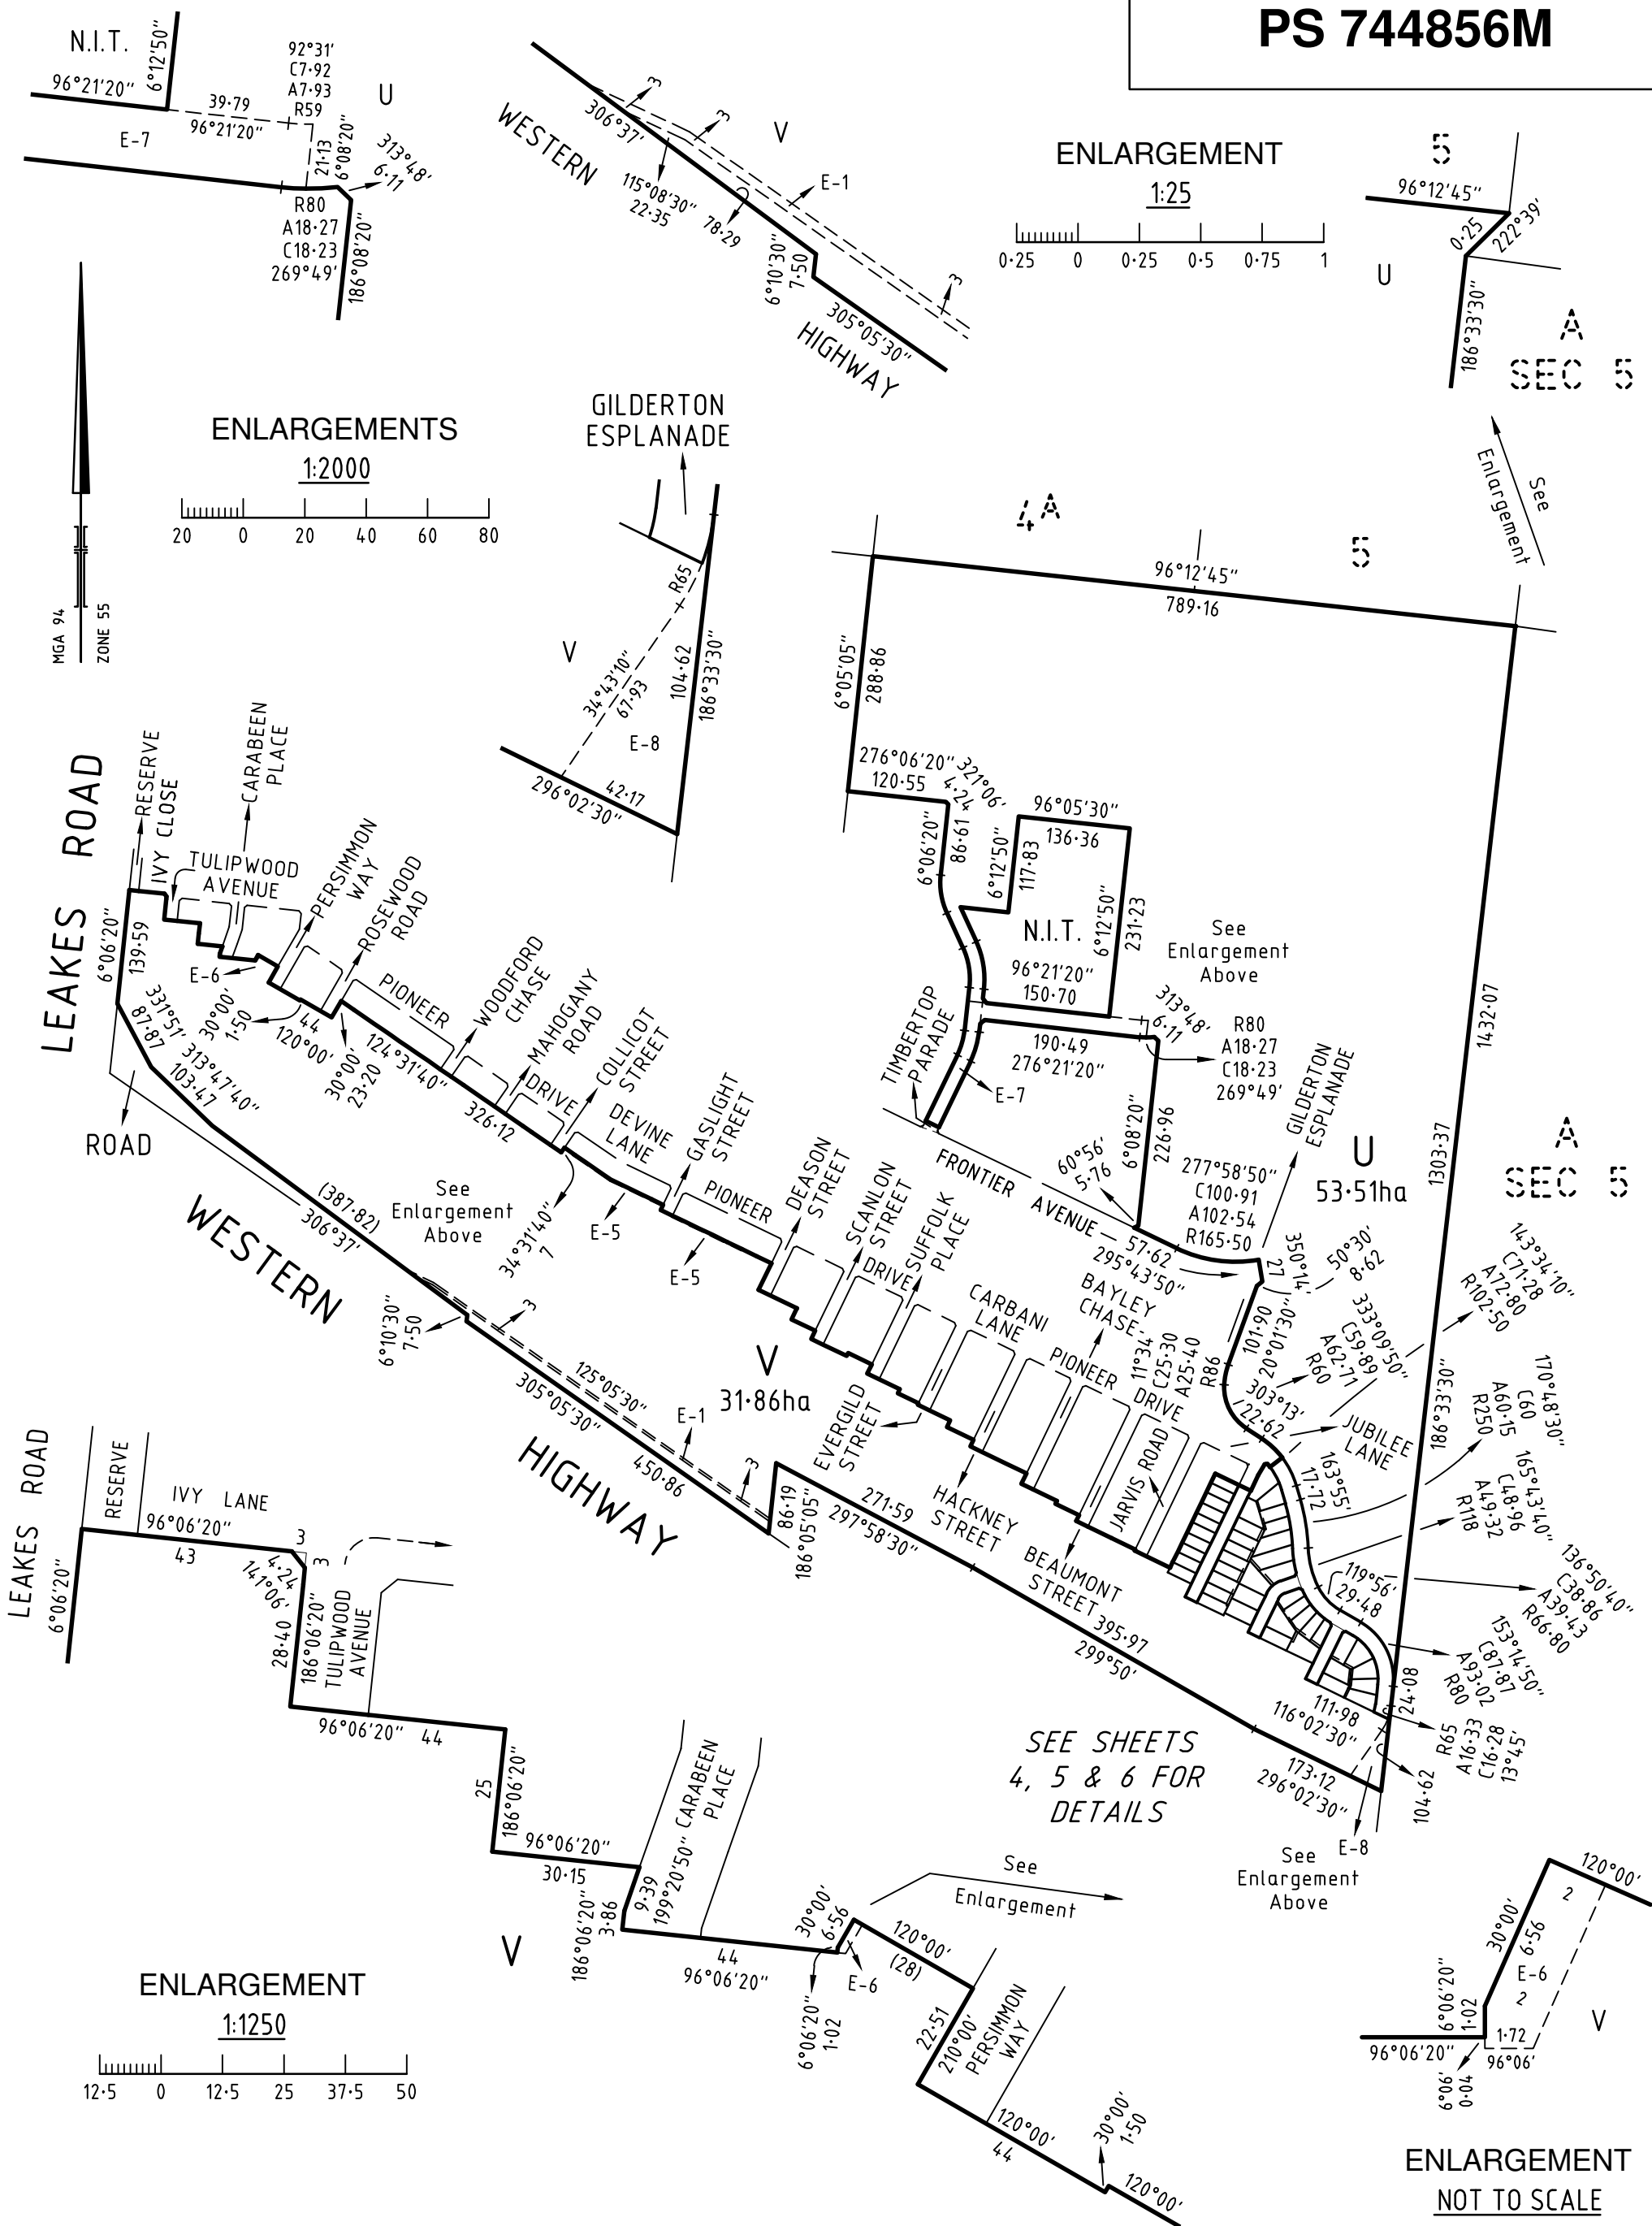 PS 744856M
N.I.T.
6°12'50"
96°21'20"
39·79
96°21'20"
92°31'
C7·92
A7·93
R59
U
E-7
21·13
6°08'20"
313°48'
6·11
R80
A18·27
C18·23
269°49'
186°08'20"
WESTERN
306°37'
3
3
V
115°08'30"
22·35
78·29
E-1
6°10'30"
7·50
3
305°05'30"
HIGHWAY
ENLARGEMENT
1:25
0·25 0 0·25 0·5 0·75 1
5
96°12'45"
0·25
222°39'
U
186°33'30"
A
SEC 5
See
Enlargement
MGA 94
ZONE 55
ENLARGEMENTS
1:2000
20 0 20 40 60 80
GILDERTON
ESPLANADE
R65
V
34°43'10"
67·93
104·62
186°33'30"
E-8
42·17
296°02'30"
4A
5
96°12'45"
789·16
6°05'05"
288·86
276°06'20"
120·55
321°06'
4·24
6°06'20"
86·61
96°05'30"
136·36
6°12'50"
117·83
N.I.T.
6°12'50"
231·23
96°21'20"
150·70
See
Enlargement
Above
313°48'
6·11
R80
A18·27
C18·23
269°49'
190·49
276°21'20"
TIMBERTOP
PARADE
E-7
6°08'20"
226·96
60°56'
5·76
FRONTIER AVENUE
57·62
295°43'50"
277°58'50"
C100·91
A102·54
R165·50
GILDERTON
ESPLANADE
U
53·51ha
1432·07
1303·37
186°33'30"
A
SEC 5
350°14'
27
50°30'
8·62
101·90
20°01'30"
11°34'
C25·30
A25·40
R86
303°13'
22·62
333°09'50"
C59·89
A62·71
R60
143°34'10"
C71·28
A72·80
R102·50
JUBILEE
LANE
163°55'
17·72
170°48'30"
C60
A60·15
R250
165°43'40"
C48·96
A49·32
R118
119°56'
29·48
136°50'40"
C38·86
A39·43
R66·80
153°14'50"
C87·87
A93·02
R80
24·08
R65
A16·33
C16·28
13°45'
111·98
116°02'30"
104·62
173·12
296°02'30"
E-8
See
Enlargement
Above
LEAKS ROAD
RESERVE
IVY CLOSE
CARABEEN
PLACE
TULIPWOOD
AVENUE
PERSIMMON
WAY
ROSEWOOD
ROAD
6°06'20"
139·59
E-6
30°00'
1·50
44
120°00'
30°00'
23·20
331°51'
87·87
313°47'40"
103·47
ROAD
PIONEER
124°31'40"
326·12
WOODFORD
CHASE
MAHOGANY
ROAD
DRIVE
COLLICOT
STREET
DEVINE
LANE
GASLIGHT
STREET
34°31'40"
7
E-5
E-5
PIONEER
DEASON
STREET
SCANLON
STREET
DRIVE
SUFFOLK
PLACE
CARBANI
LANE
BAYLEY
CHASE
PIONEER
DRIVE
JARVIS ROAD
EVERGILD
STREET
HACKNEY
STREET
BEAUMONT
STREET
(387·82)
306°37'
See
Enlargement
Above
WESTERN
6°10'30"
7·50
3
V
31·86ha
125°05'30"
305°05'30"
E-1
450·86
3
HIGHWAY
86·19
186°05'05"
271·59
297°58'30"
395·97
299°50'
SEE SHEETS
4, 5 & 6 FOR
DETAILS
LEAKS ROAD
RESERVE
IVY LANE
96°06'20"
43
6°06'20"
3
3
4·24
141°06'
28·40
186°06'20"
TULIPWOOD
AVENUE
96°06'20" 44
25
186°06'20"
96°06'20"
30·15
9·39
199°20'50"
CARABEEN
PLACE
186°06'20"
3·86
44
96°06'20"
30°00'
6·56
6°06'20"
1·02
E-6
See
Enlargement
120°00'
(28)
22·51
210°00'
PERSIMMON
WAY
120°00'
44
30°00'
1·50
120°00'
V
ENLARGEMENT
1:1250
12·5 0 12·5 25 37·5 50
120°00'
2
30°00'
6·56
E-6
2
6°06'20"
1·02
96°06'20"
1·72
96°06'
6°06'
0·04
V
ENLARGEMENT
NOT TO SCALE